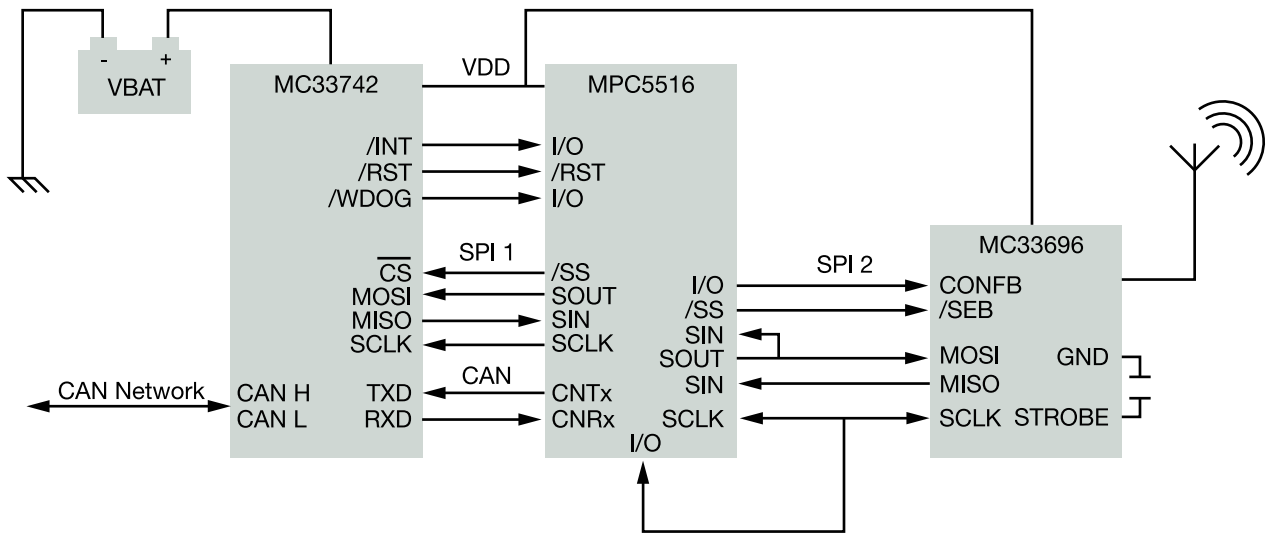 - +
VBAT
MC33742
VDD
MPC5516
/INT
I/O
/RST
/RST
/WDOG
I/O
SPI 1
CS
/SS
MOSI
SOUT
MISO
SIN
SCLK
SCLK
CAN
CAN Network
CAN H
TXD
CNTx
CAN L
RXD
CNRx
I/O
/SS
SIN
SOUT
SIN
SCLK
I/O
SPI 2
MC33696
CONFB
/SEB
MOSI
GND
MISO
SCLK
STROBE